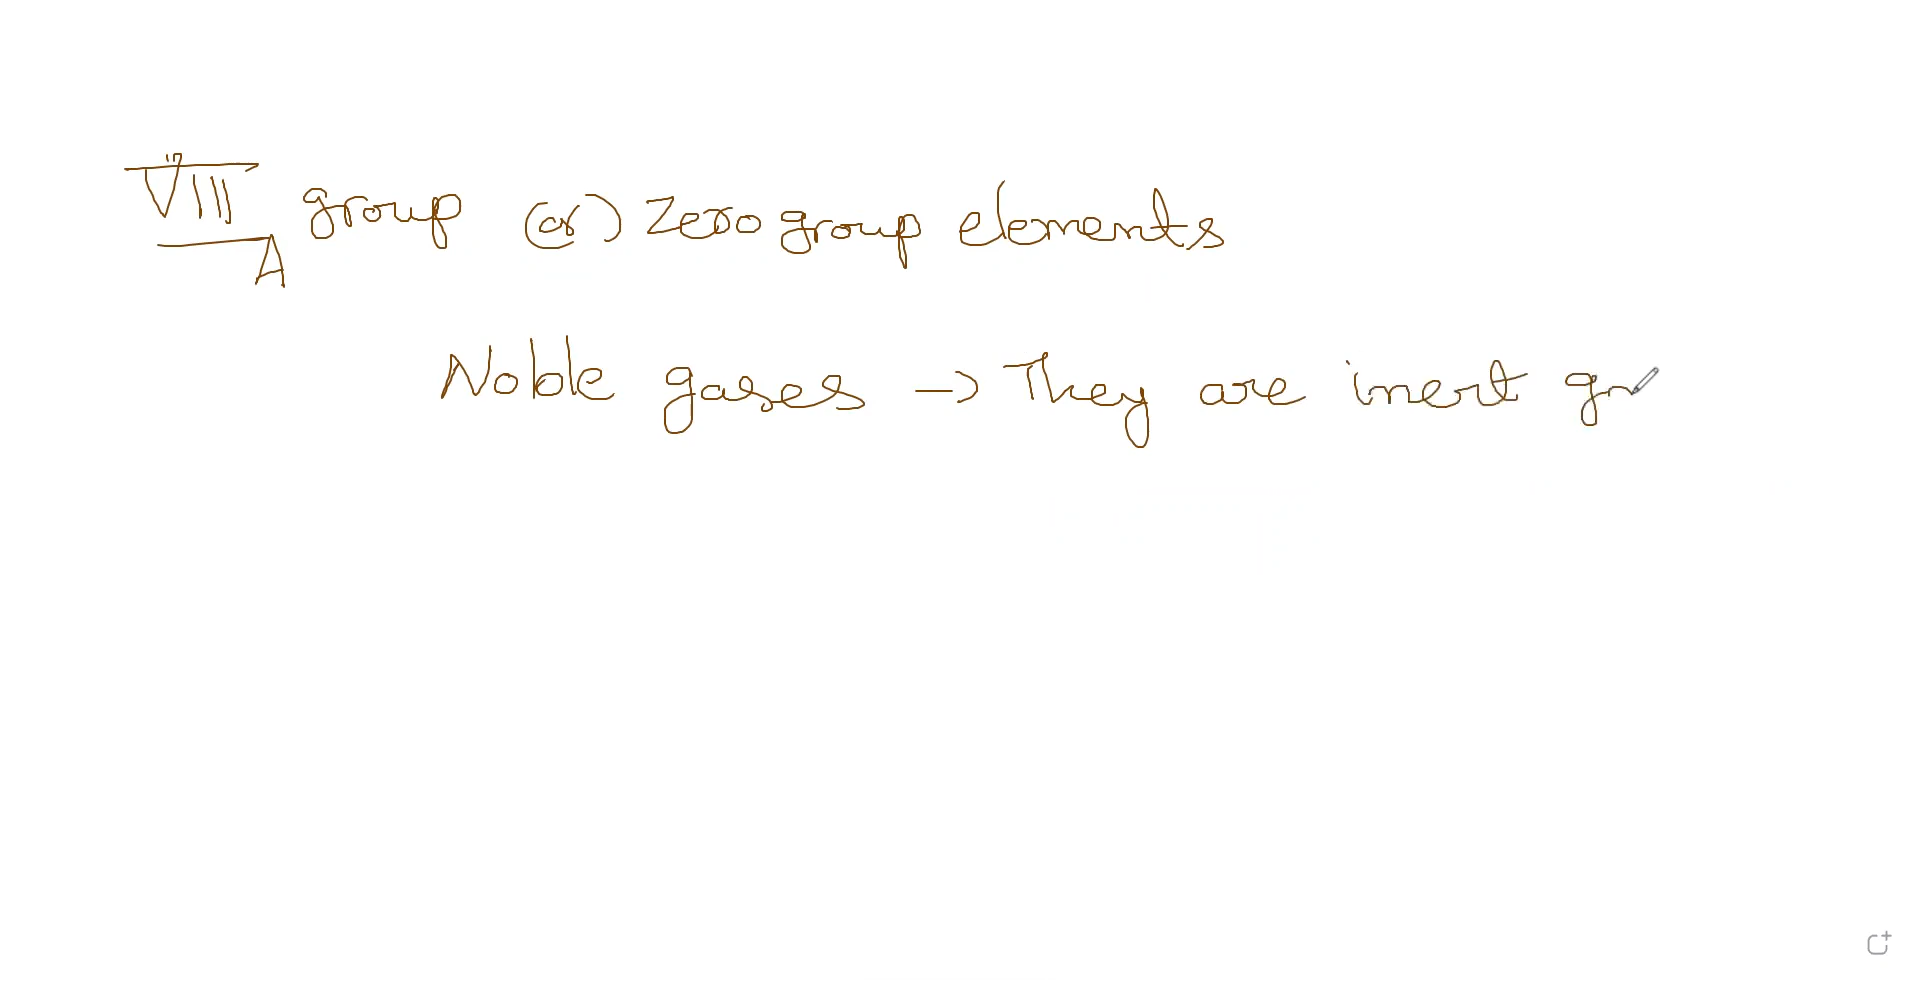 VIII A group (or) Zero group elements
Noble gases → They are inert